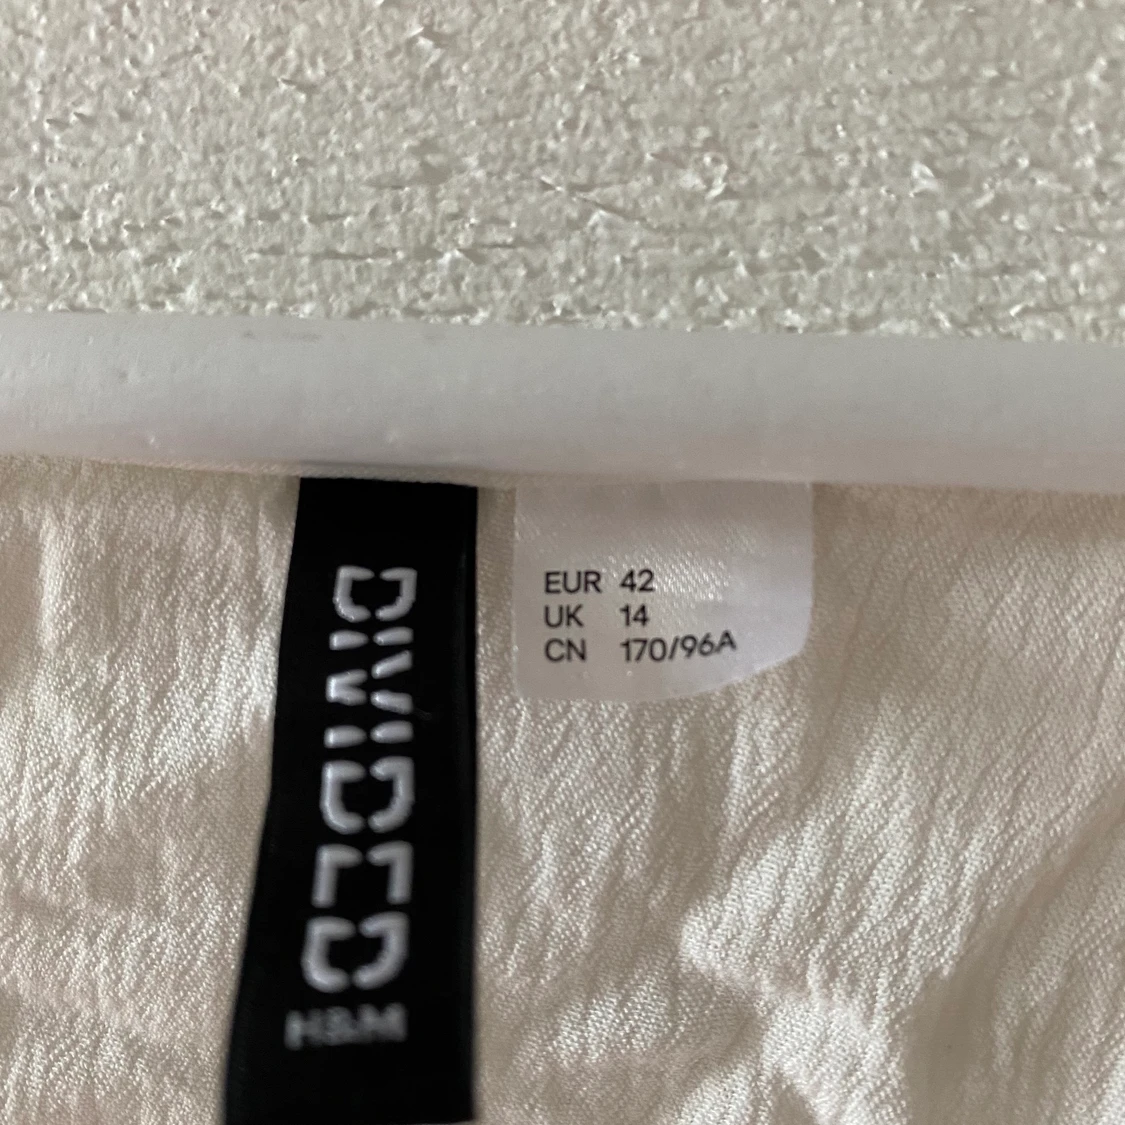 DIVIDED
H&M
EUR 42
UK 14
CN 170/96A